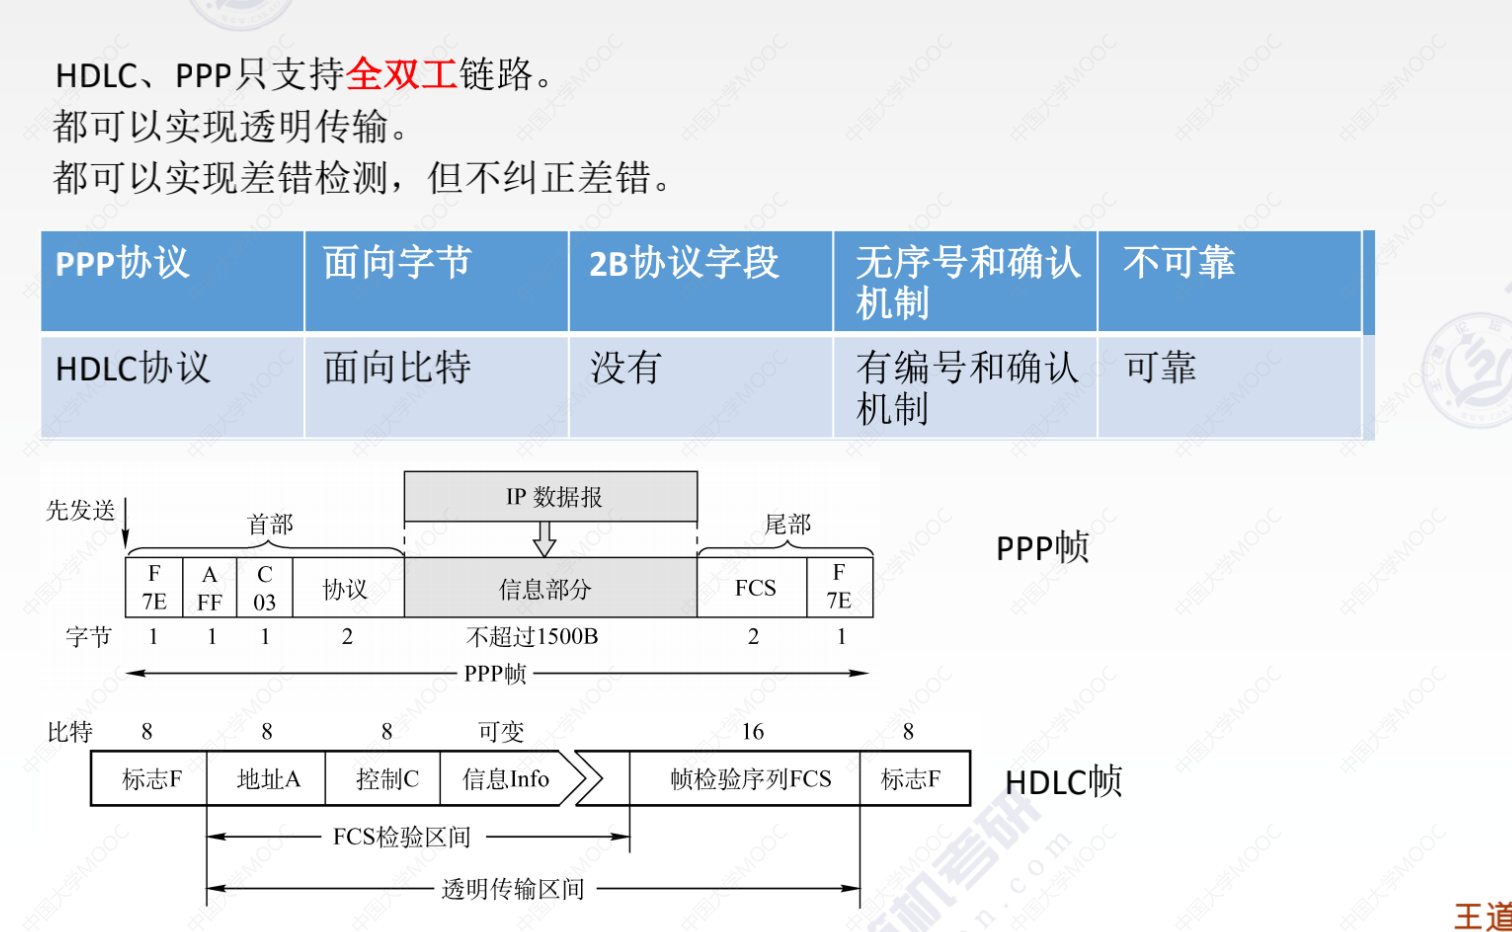 HDLC、PPP只支持全双工链路。
都可以实现透明传输。
都可以实现差错检测，但不纠正差错。
PPP协议 面向字节 2B协议字段 无序号和确认机制 不可靠
HDLC协议 面向比特 没有 有编号和确认机制 可靠
IP 数据报
先发送 首部 尾部
PPP帧
F 7E A FF C 03 协议 信息部分 FCS F 7E
字节 1 1 1 2 不超过1500B 2 1
PPP帧
比特 8 8 8 可变 16 8
标志F 地址A 控制C 信息Info 帧检验序列FCS 标志F
HDLC帧
FCS检验区间
透明传输区间
王道
中国大学MOOC